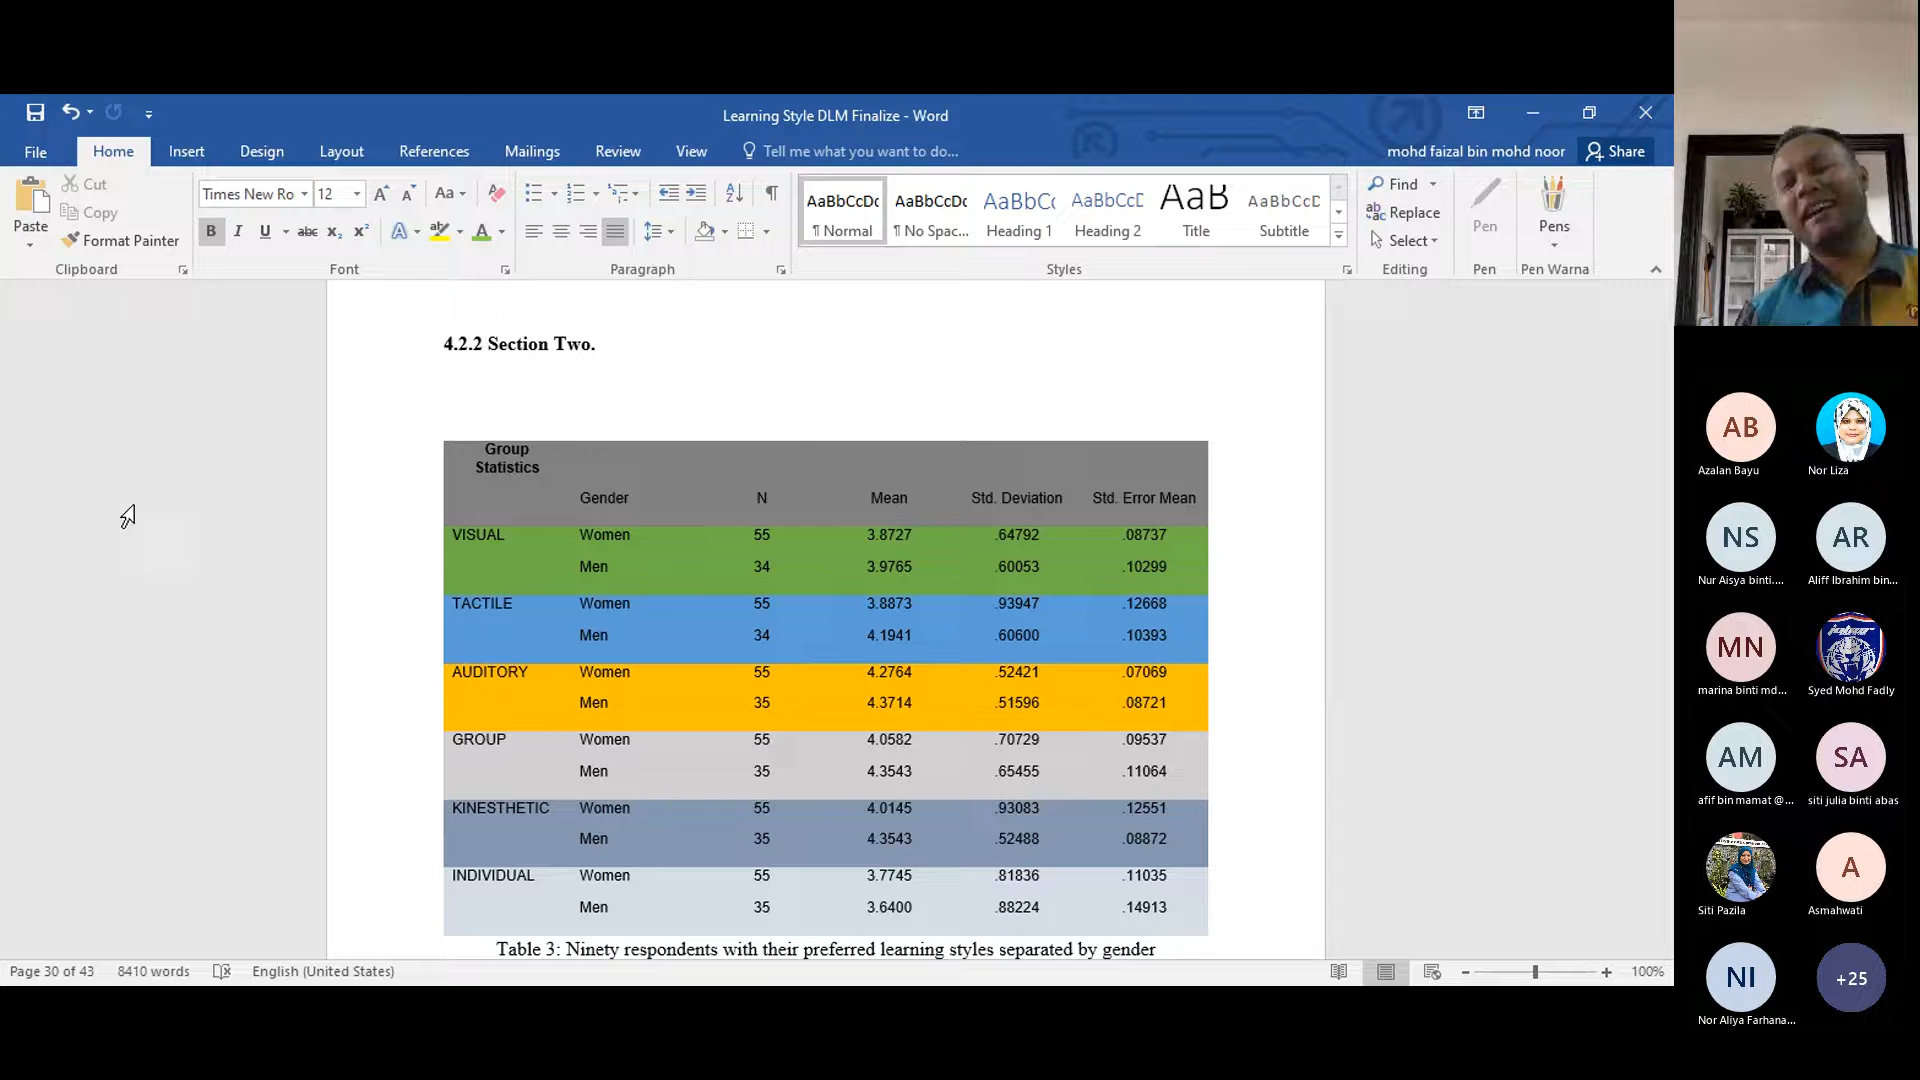 Learning Style DLM Finalize - Word
File Home Insert Design Layout References Mailings Review View Tell me what you want to do... mohd faizal bin mohd noor Share
Paste
Cut
Copy
Format Painter
Clipboard
Times New Ro 12 Aa
B I U abc x₂ x² A ab A
Font
Paragraph
AaBbCcDc AaBbCcDc AaBbCc AaBbCcD AaB AaBbCcD
¶ Normal ¶ No Spac... Heading 1 Heading 2 Title Subtitle
Styles
Find
Replace
Select
Editing
Pen
Pen
Pens
Pen Warna
4.2.2 Section Two.
Group
Statistics
Gender N Mean Std. Deviation Std. Error Mean
VISUAL Women 55 3.8727 .64792 .08737
Men 34 3.9765 .60053 .10299
TACTILE Women 55 3.8873 .93947 .12668
Men 34 4.1941 .60600 .10393
AUDITORY Women 55 4.2764 .52421 .07069
Men 35 4.3714 .51596 .08721
GROUP Women 55 4.0582 .70729 .09537
Men 35 4.3543 .65455 .11064
KINESTHETIC Women 55 4.0145 .93083 .12551
Men 35 4.3543 .52488 .08872
INDIVIDUAL Women 55 3.7745 .81836 .11035
Men 35 3.6400 .88224 .14913
Table 3: Ninety respondents with their preferred learning styles separated by gender
Page 30 of 43 8410 words English (United States) 100%
AB
Azalan Bayu Nor Liza
NS AR
Nur Aisya binti.... Aliff Ibrahim bin...
MN
marina binti md... Syed Mohd Fadly
AM SA
afif bin mamat @... siti julia binti abas
A
Siti Pazila Asmahwati
NI +25
Nor Aliya Farhana...